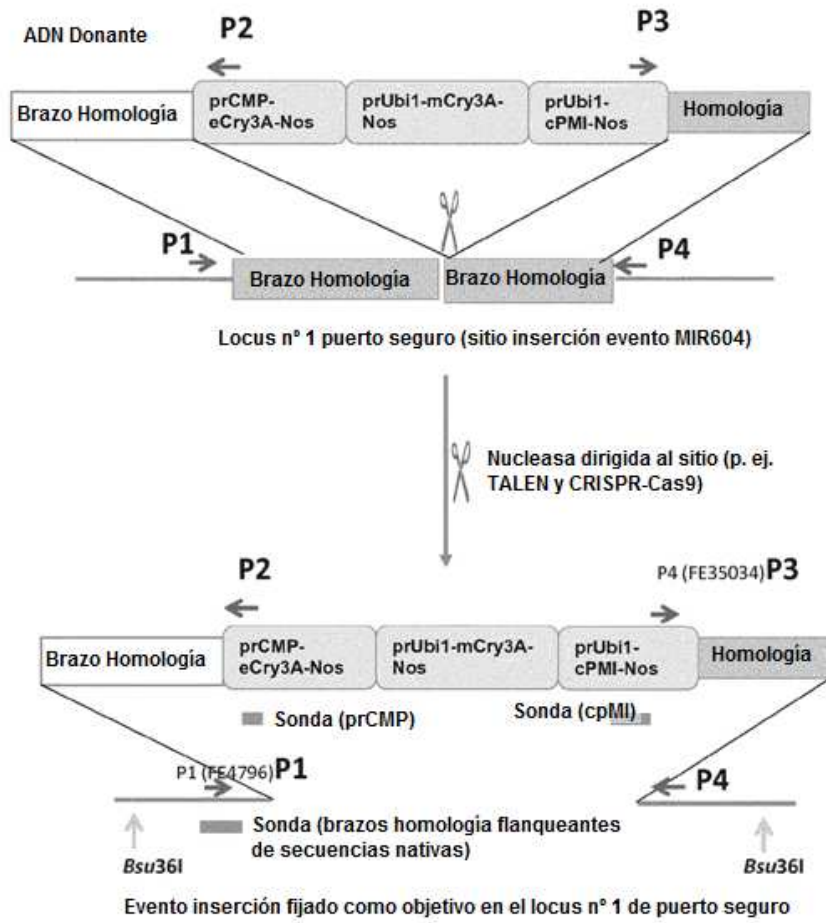 ADN Donante
P2
P3
Brazo Homología
prCMP-
eCry3A-Nos
prUbi1-mCry3A-
Nos
prUbi1-
cPMI-Nos
Homología
P1
P4
Brazo Homología
Brazo Homología
Locus nº 1 puerto seguro (sitio inserción evento MIR604)
Nucleasa dirigida al sitio (p. ej.
TALEN y CRISPR-Cas9)
P2
P4 (FE35034) P3
Brazo Homología
prCMP-
eCry3A-Nos
prUbi1-mCry3A-
Nos
prUbi1-
cPMI-Nos
Homología
Sonda (prCMP)
Sonda (cpMI)
P1 (FE4796) P1
P4
Sonda (brazos homologia flanqueantes
de secuencias nativas)
Bsu36I
Bsu36I
Evento inserción fijado como objetivo en el locus nº 1 de puerto seguro